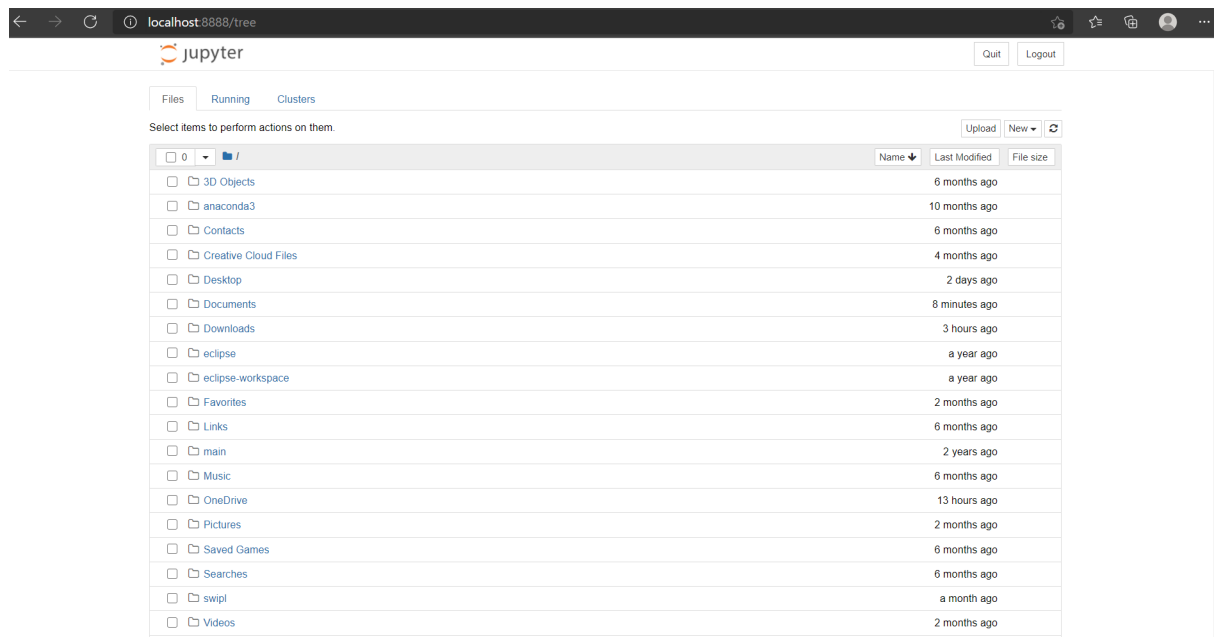 localhost:8888/tree
jupyter
Quit Logout
Files Running Clusters
Select items to perform actions on them.
Upload New
0 / Name Last Modified File size
3D Objects 6 months ago
anaconda3 10 months ago
Contacts 6 months ago
Creative Cloud Files 4 months ago
Desktop 2 days ago
Documents 8 minutes ago
Downloads 3 hours ago
eclipse a year ago
eclipse-workspace a year ago
Favorites 2 months ago
Links 6 months ago
main 2 years ago
Music 6 months ago
OneDrive 13 hours ago
Pictures 2 months ago
Saved Games 6 months ago
Searches 6 months ago
swipl a month ago
Videos 2 months ago